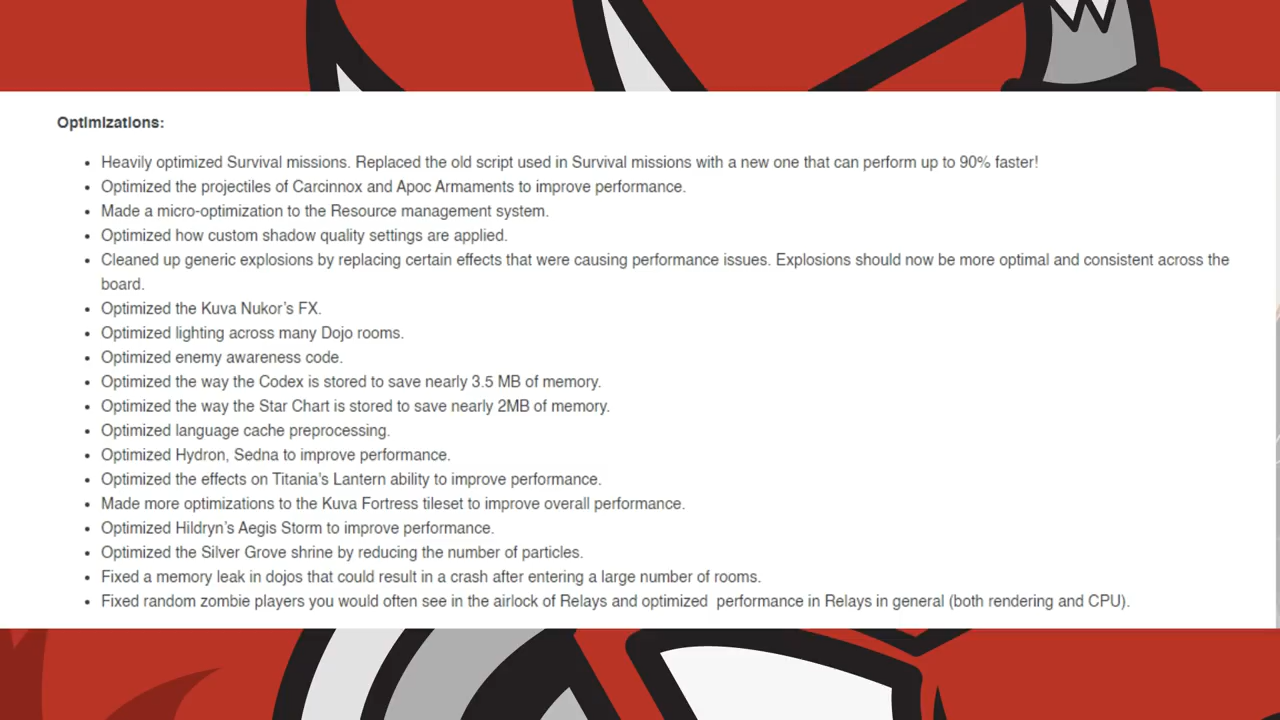 Optimizations:
Heavily optimized Survival missions. Replaced the old script used in Survival missions with a new one that can perform up to 90% faster!
Optimized the projectiles of Carcinnox and Apoc Armaments to improve performance.
Made a micro-optimization to the Resource management system.
Optimized how custom shadow quality settings are applied.
Cleaned up generic explosions by replacing certain effects that were causing performance issues. Explosions should now be more optimal and consistent across the
board.
Optimized the Kuva Nukor’s FX.
Optimized lighting across many Dojo rooms.
Optimized enemy awareness code.
Optimized the way the Codex is stored to save nearly 3.5 MB of memory.
Optimized the way the Star Chart is stored to save nearly 2MB of memory.
Optimized language cache preprocessing.
Optimized Hydron, Sedna to improve performance.
Optimized the effects on Titania’s Lantern ability to improve performance.
Made more optimizations to the Kuva Fortress tileset to improve overall performance.
Optimized Hildryn’s Aegis Storm to improve performance.
Optimized the Silver Grove shrine by reducing the number of particles.
Fixed a memory leak in dojos that could result in a crash after entering a large number of rooms.
Fixed random zombie players you would often see in the airlock of Relays and optimized  performance in Relays in general (both rendering and CPU).